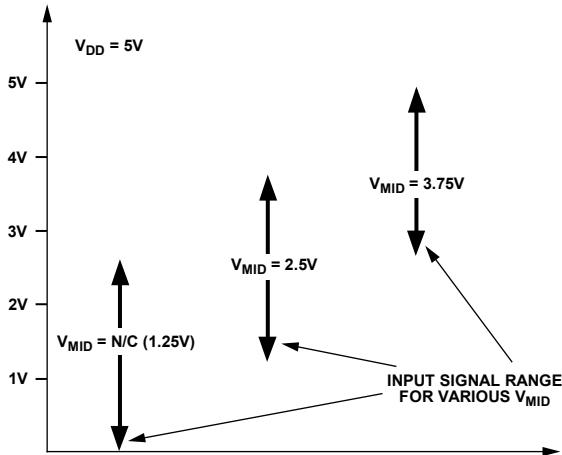 V_DD = 5V
5V
4V
V_MID = 3.75V
3V
V_MID = 2.5V
2V
V_MID = N/C (1.25V)
1V
INPUT SIGNAL RANGE
FOR VARIOUS V_MID